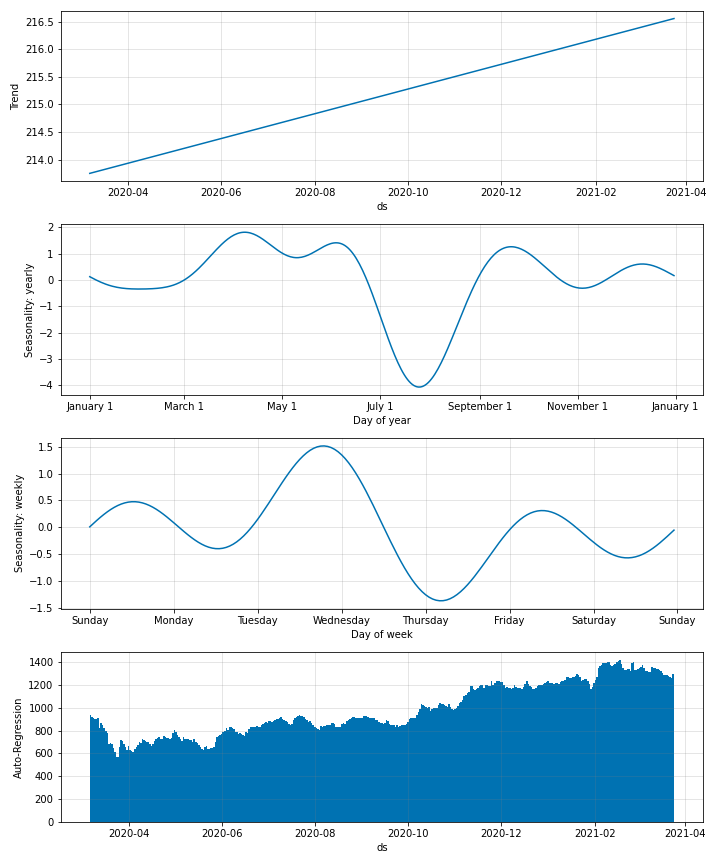 216.5
216.0
215.5
215.0
214.5
214.0
Trend
2020-04 2020-06 2020-08 2020-10 2020-12 2021-02 2021-04
ds
2
1
0
−1
−2
−3
−4
Seasonality: yearly
January 1 March 1 May 1 July 1 September 1 November 1 January 1
Day of year
1.5
1.0
0.5
0.0
−0.5
−1.0
−1.5
Seasonality: weekly
Sunday Monday Tuesday Wednesday Thursday Friday Saturday Sunday
Day of week
1400
1200
1000
800
600
400
200
0
Auto-Regression
2020-04 2020-06 2020-08 2020-10 2020-12 2021-02 2021-04
ds